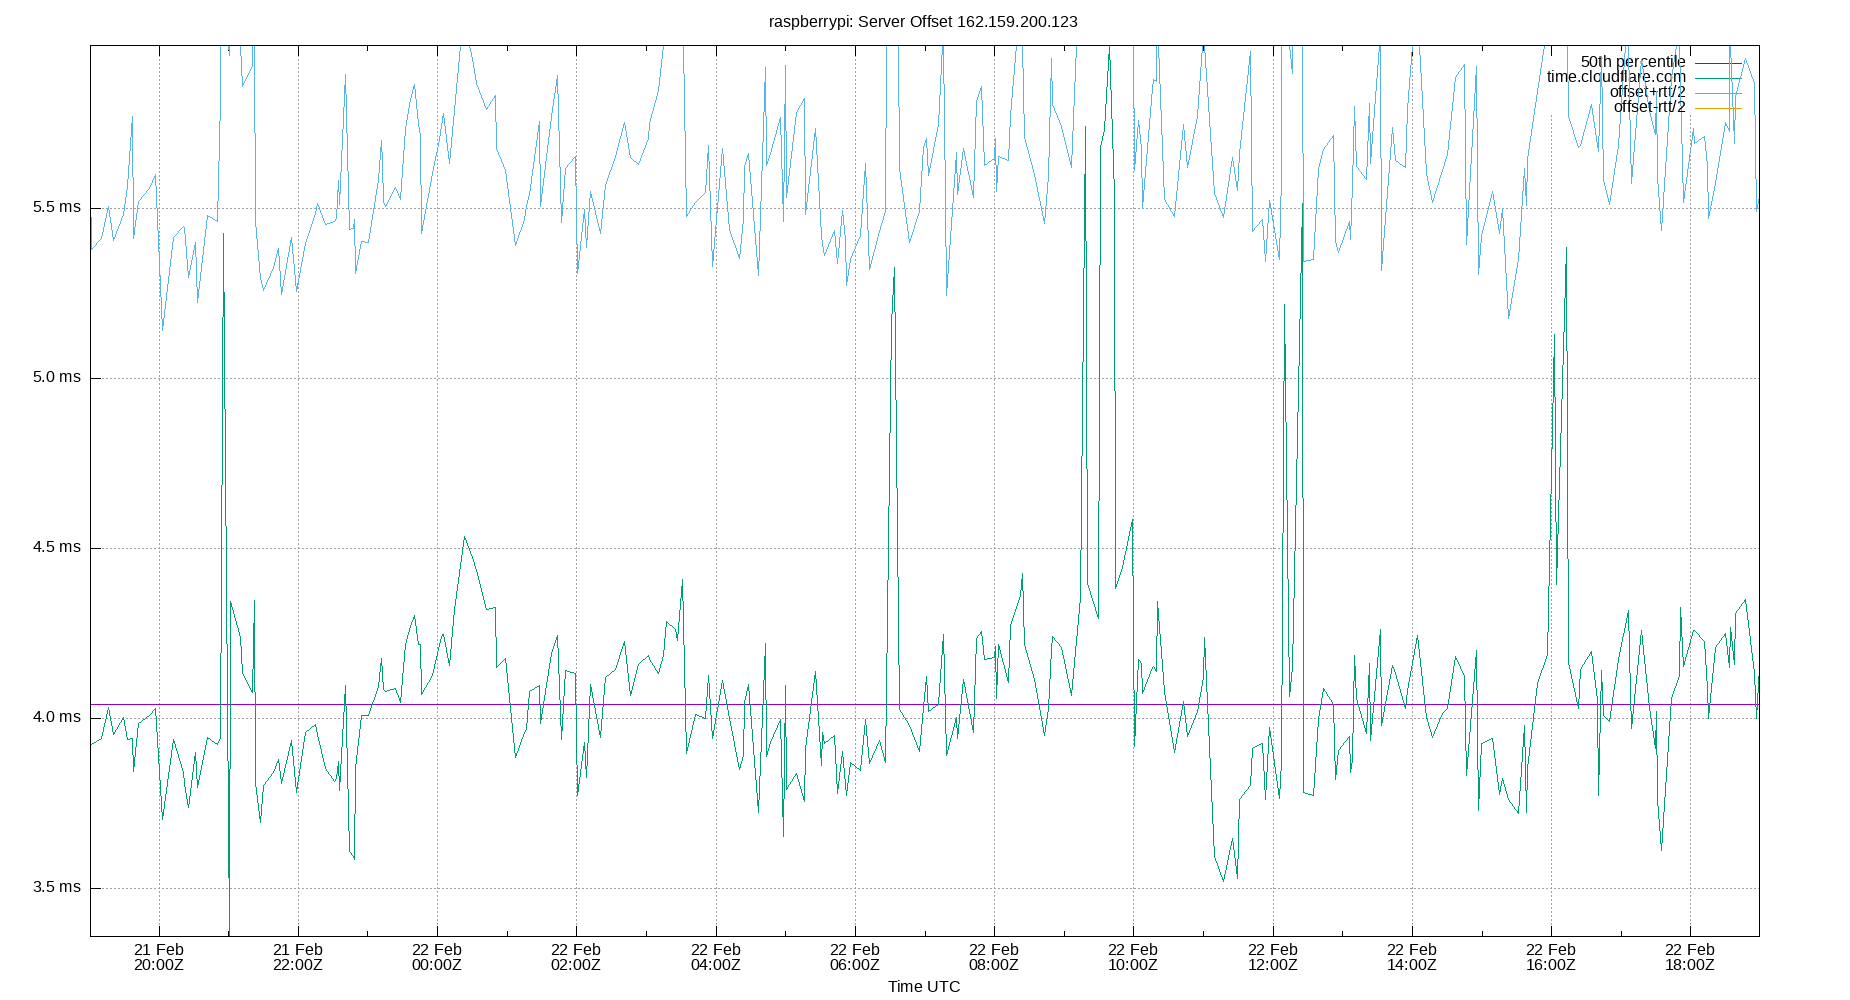 raspberrypi: Server Offset 162.159.200.123
50th percentile
time.cloudflare.com
offset+rtt/2
offset-rtt/2
5.5 ms
5.0 ms
4.5 ms
4.0 ms
3.5 ms
21 Feb 21 Feb 22 Feb 22 Feb 22 Feb 22 Feb 22 Feb 22 Feb 22 Feb 22 Feb 22 Feb 22 Feb
20:00Z 22:00Z 00:00Z 02:00Z 04:00Z 06:00Z 08:00Z 10:00Z 12:00Z 14:00Z 16:00Z 18:00Z
Time UTC